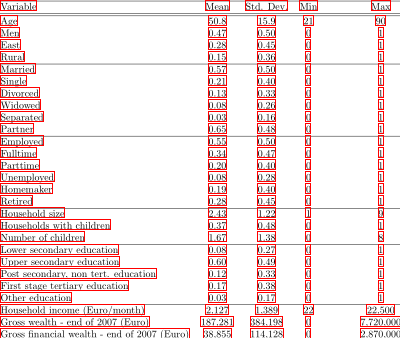 Variable Mean Std. Dev. Min Max
Age 50.8 15.9 21 90
Men 0.47 0.50 0 1
East 0.28 0.45 0 1
Rural 0.15 0.36 0 1
Married 0.57 0.50 0 1
Single 0.21 0.40 0 1
Divorced 0.13 0.33 0 1
Widowed 0.08 0.26 0 1
Separated 0.03 0.16 0 1
Partner 0.65 0.48 0 1
Employed 0.55 0.50 0 1
Fulltime 0.34 0.47 0 1
Parttime 0.20 0.40 0 1
Unemployed 0.08 0.28 0 1
Homemaker 0.19 0.40 0 1
Retired 0.28 0.45 0 1
Household size 2.43 1.22 1 9
Households with children 0.37 0.48 0 1
Number of children 1.67 1.38 0 8
Lower secondary education 0.08 0.27 0 1
Upper secondary education 0.60 0.49 0 1
Post secondary, non tert. education 0.12 0.33 0 1
First stage tertiary education 0.17 0.38 0 1
Other education 0.03 0.17 0 1
Household income (Euro/month) 2,127 1,389 22 22,500
Gross wealth - end of 2007 (Euro) 187,281 384,198 0 7,720,000
Gross financial wealth - end of 2007 (Euro) 38,855 114,128 0 2,870,000